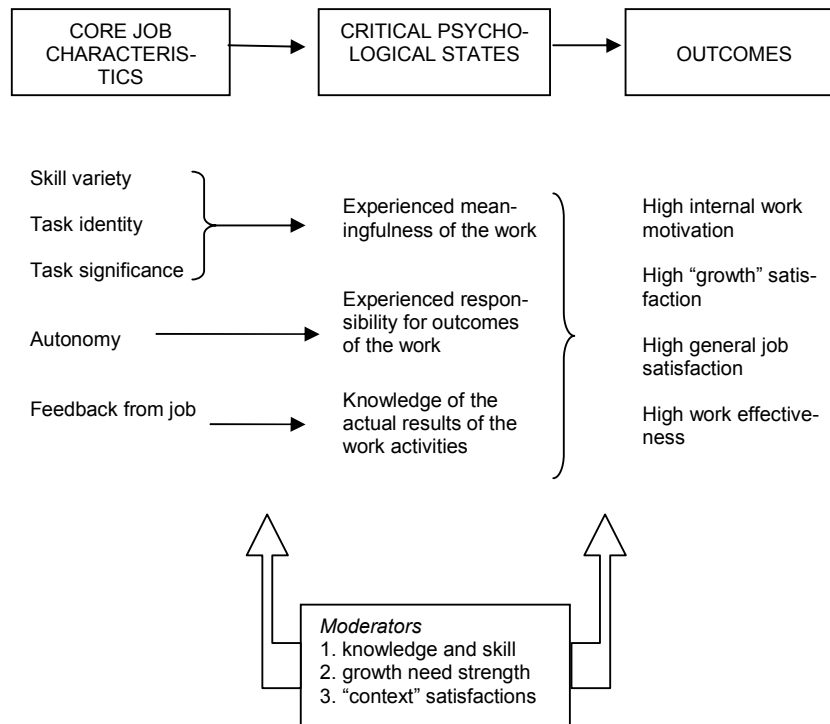 CORE JOB
CHARACTERIS-
TICS
CRITICAL PSYCHO-
LOGICAL STATES
OUTCOMES
Skill variety
Task identity
Task significance
Autonomy
Feedback from job
Experienced mean-
ingfulness of the work
Experienced respon-
sibility for outcomes
of the work
Knowledge of the
actual results of the
work activities
High internal work
motivation
High “growth” satis-
faction
High general job
satisfaction
High work effective-
ness
Moderators
1. knowledge and skill
2. growth need strength
3. “context” satisfactions